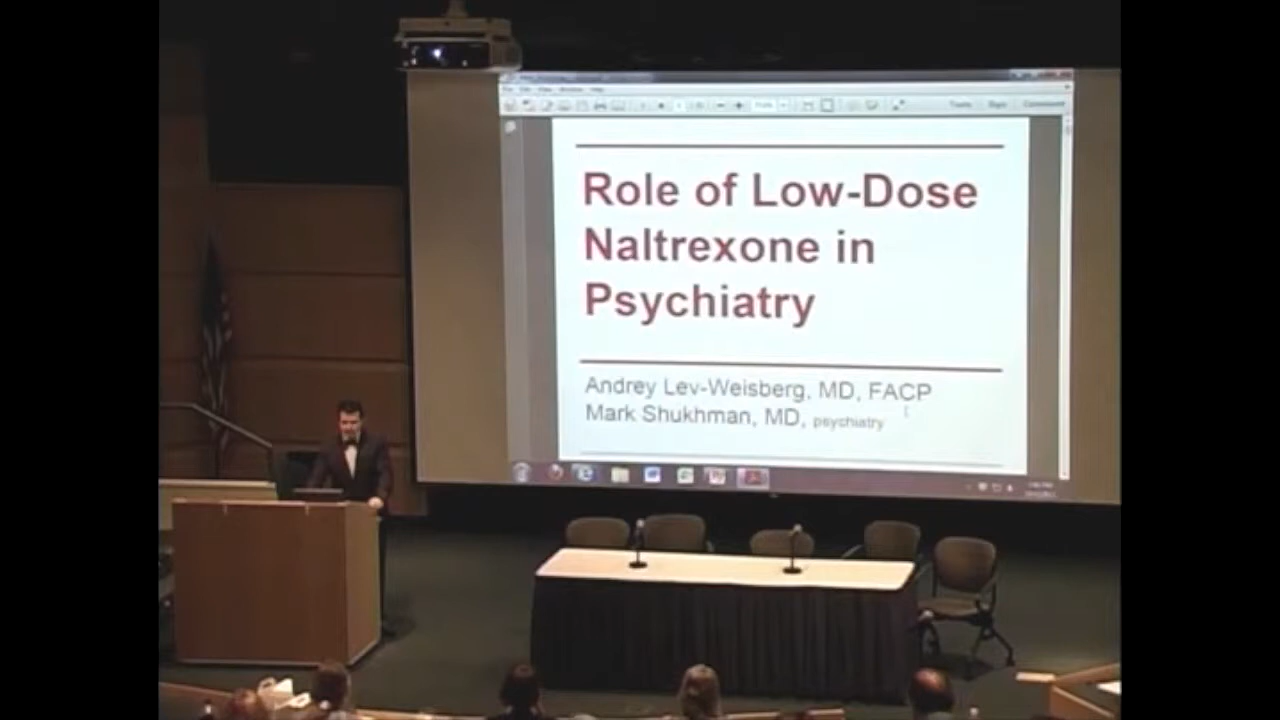 Role of Low-Dose
Naltrexone in
Psychiatry
Andrey Lev-Weisberg, MD, FACP
Mark Shukhman, MD, psychiatry